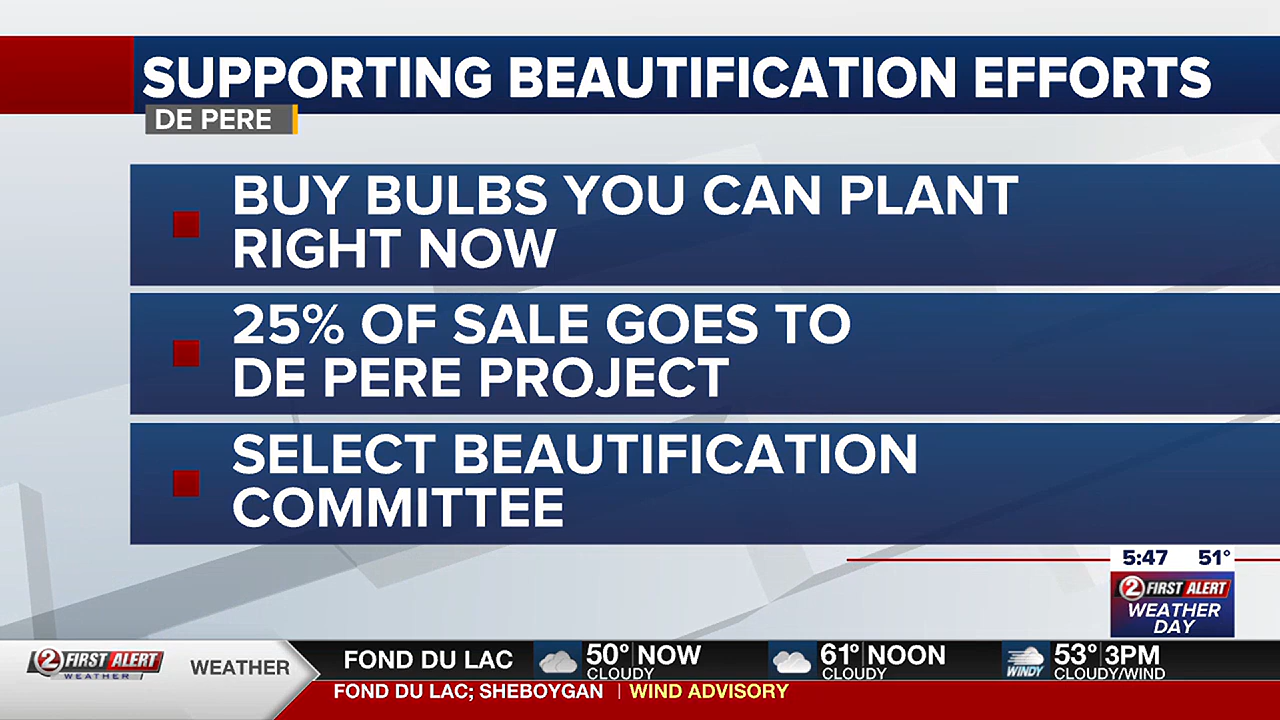 SUPPORTING BEAUTIFICATION EFFORTS
DE PERE
BUY BULBS YOU CAN PLANT
RIGHT NOW
25% OF SALE GOES TO
DE PERE PROJECT
SELECT BEAUTIFICATION
COMMITTEE
5:47 51°
2 FIRST ALERT
WEATHER
DAY
2 FIRST ALERT
WEATHER
WEATHER
FOND DU LAC
50° NOW
CLOUDY
61° NOON
CLOUDY
WINDY
53° 3PM
CLOUDY/WIND
FOND DU LAC; SHEBOYGAN | WIND ADVISORY